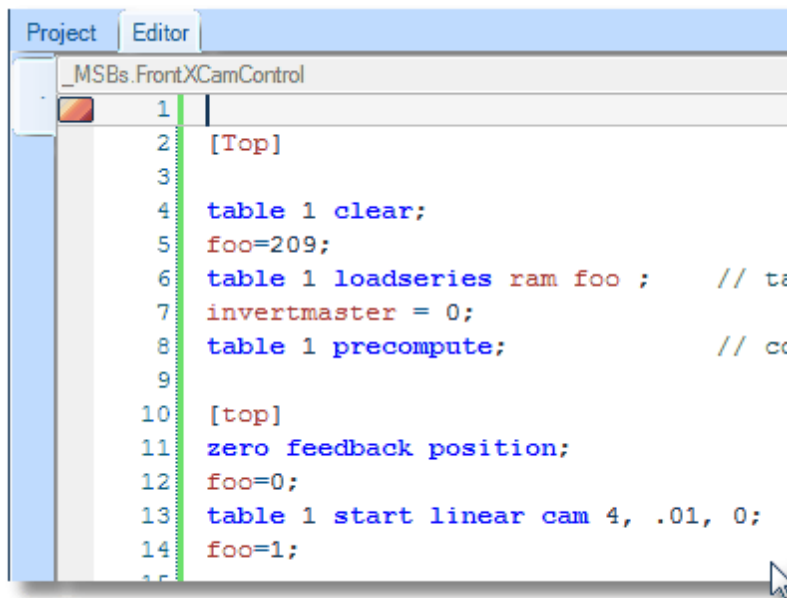 Project Editor
_MSBs.FrontXCamControl
1
2 [Top]
3
4 table 1 clear;
5 foo=209;
6 table 1 loadseries ram foo ; //
7 invertmaster = 0;
8 table 1 precompute; //
9
10 [top]
11 zero feedback position;
12 foo=0;
13 table 1 start linear cam 4, .01, 0;
14 foo=1;